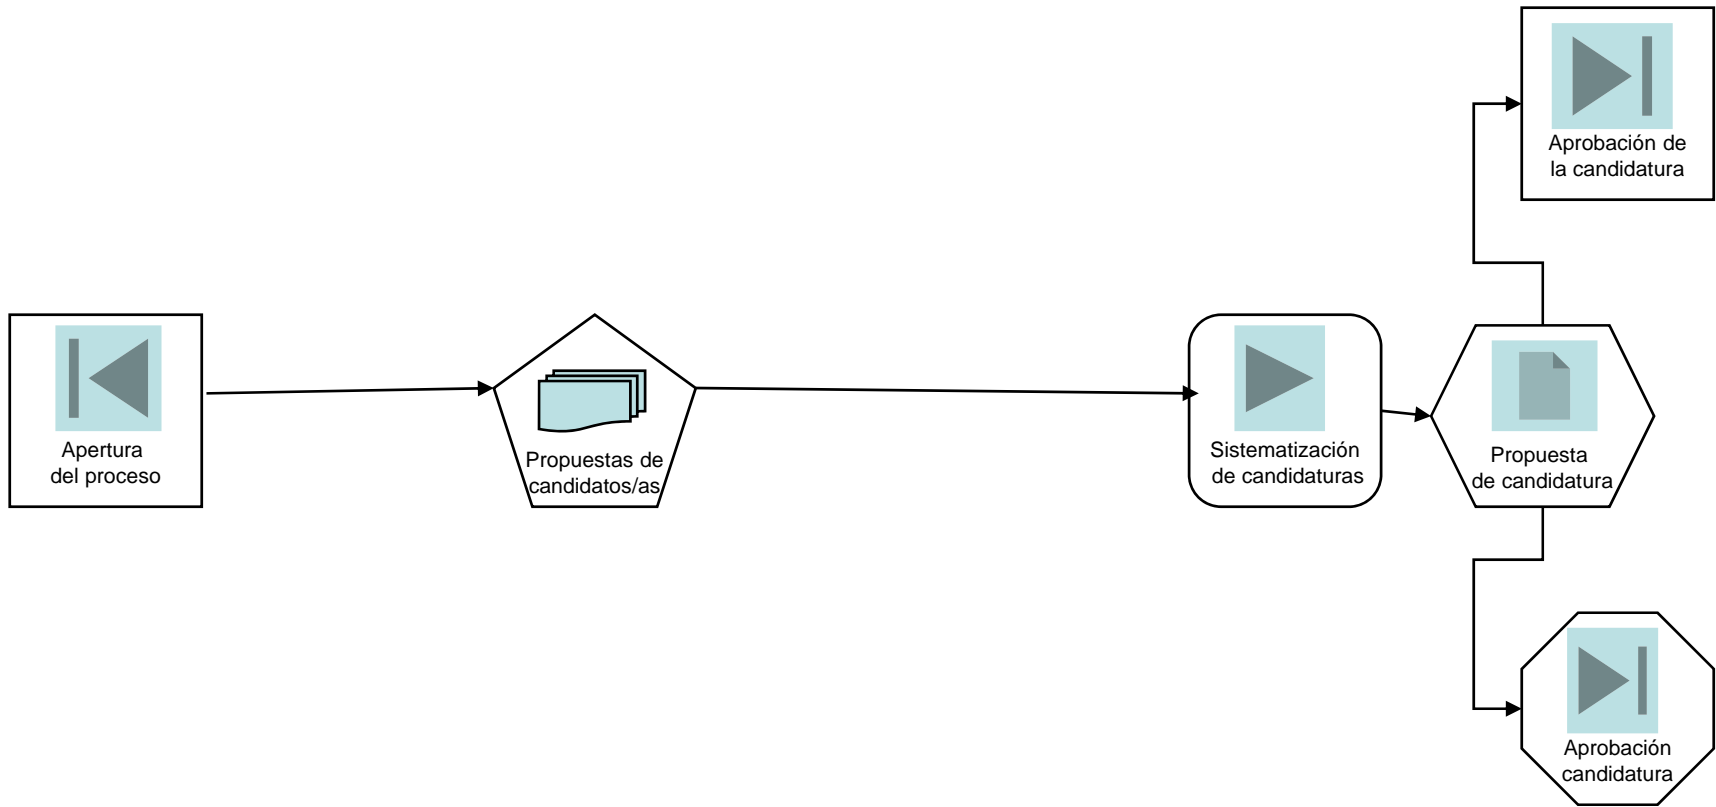 Aprobación de
la candidatura
Apertura
del proceso
Propuestas de
candidatos/as
Sistematización
de candidaturas
Propuesta
de candidatura
Aprobación
candidatura